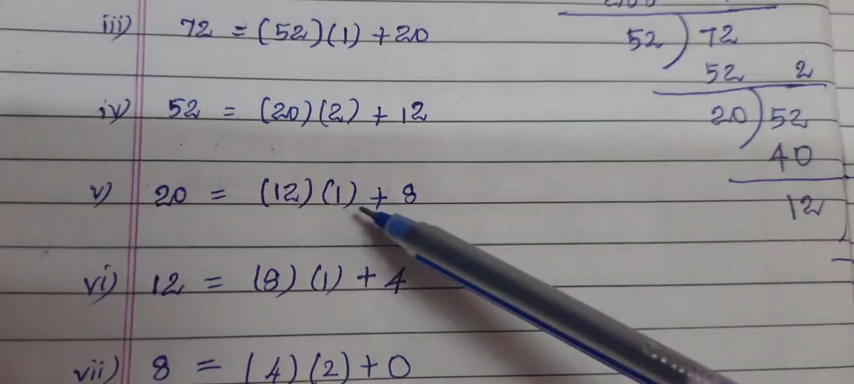 iii) 72 = (52)(1) + 20
iv) 52 = (20)(2) + 12
v) 20 = (12)(1) + 8
vi) 12 = (8)(1) + 4
vii) 8 = (4)(2) + 0
52 ) 72
52 2
20 ) 52
40
12